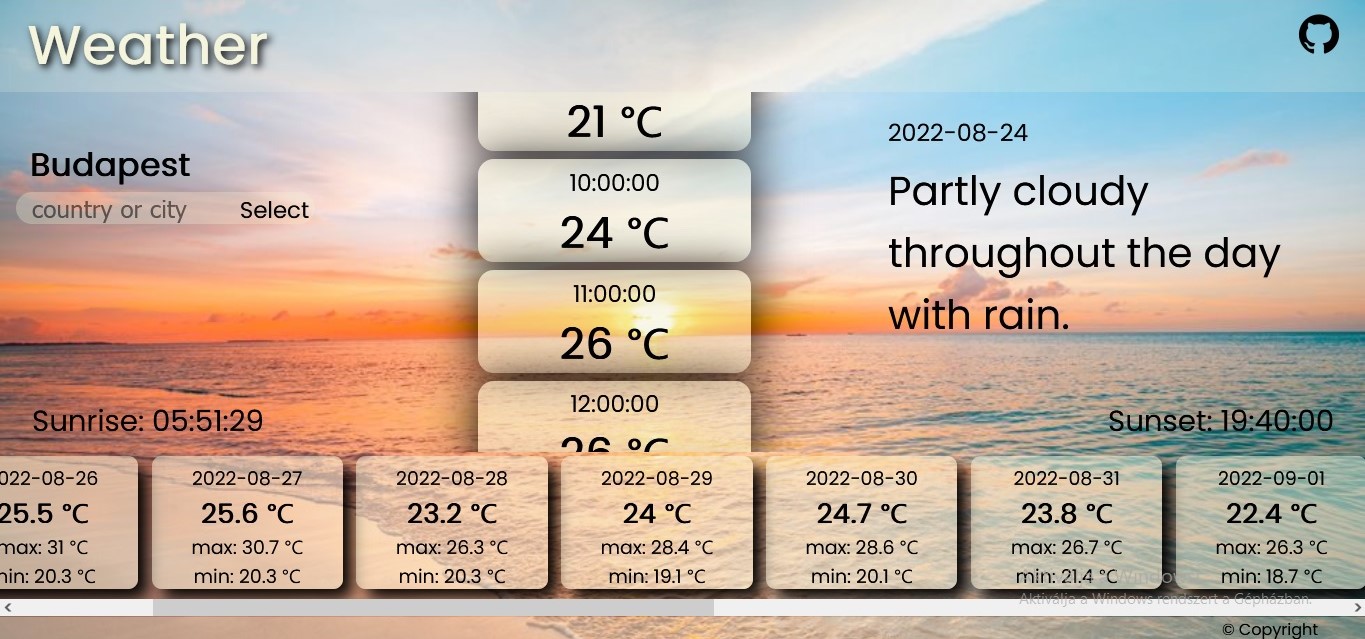 Weather
Budapest
country or city
Select
Sunrise: 05:51:29
21 °C
10:00:00
24 °C
11:00:00
26 °C
12:00:00
26 °C
2022-08-24
Partly cloudy
throughout the day
with rain.
Sunset: 19:40:00
022-08-26
25.5 °C
max: 31 °C
min: 20.3 °C
2022-08-27
25.6 °C
max: 30.7 °C
min: 20.3 °C
2022-08-28
23.2 °C
max: 26.3 °C
min: 20.3 °C
2022-08-29
24 °C
max: 28.4 °C
min: 19.1 °C
2022-08-30
24.7 °C
max: 28.6 °C
min: 20.1 °C
2022-08-31
23.8 °C
max: 26.7 °C
min: 21.4 °C
2022-09-01
22.4 °C
max: 26.3 °C
min: 18.7 °C
Aktiválja a Windows rendszert a Gépházban.
© Copyright